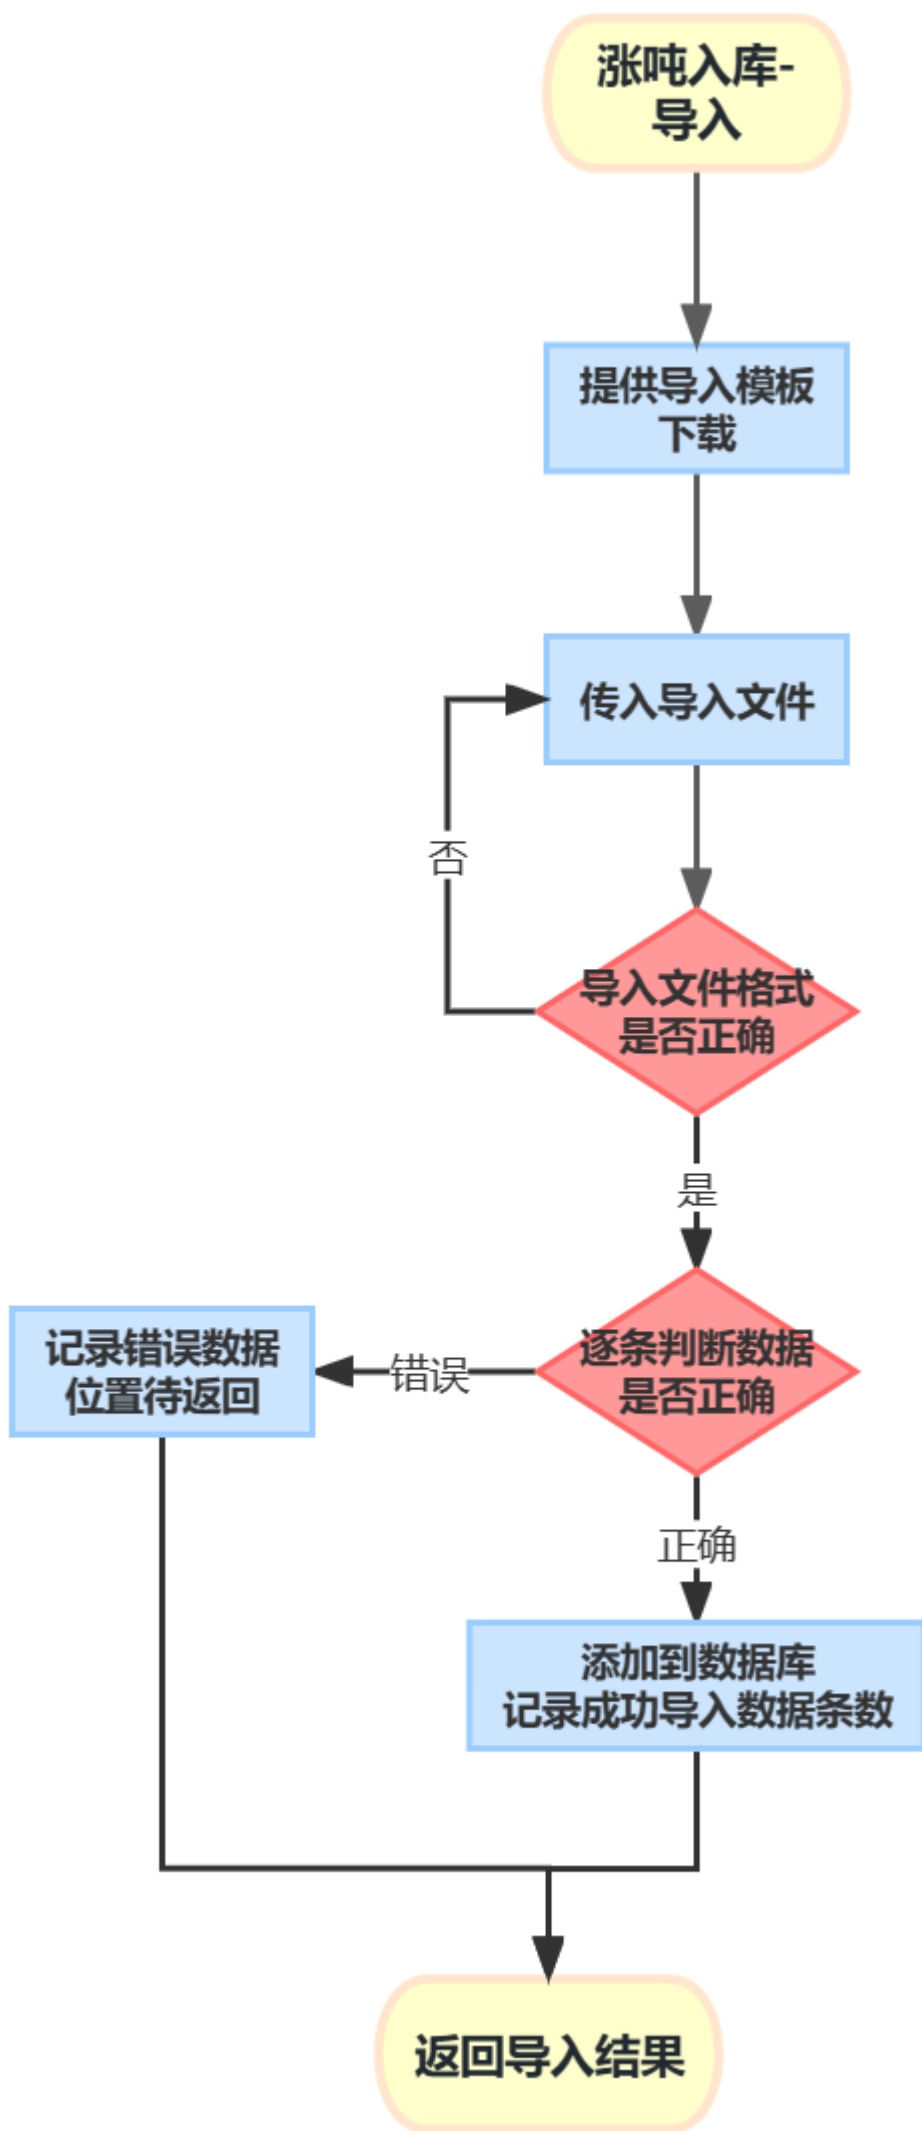 涨吨入库-
导入
提供导入模板
下载
传入导入文件
否
导入文件格式
是否正确
是
记录错误数据
位置待返回
错误
逐条判断数据
是否正确
正确
添加到数据库
记录成功导入数据条数
返回导入结果